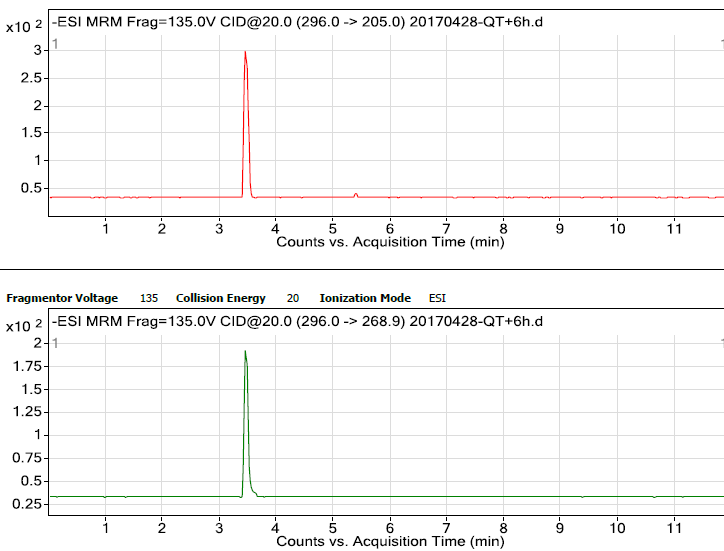 -ESI MRM Frag=135.0V CID@20.0 (296.0 -> 205.0) 20170428-QT+6h.d
x10 2
1
1
3
2.5
2
1.5
1
0.5
1 2 3 4 5 6 7 8 9 10 11
Counts vs. Acquisition Time (min)
Fragmentor Voltage 135 Collision Energy 20 Ionization Mode ESI
-ESI MRM Frag=135.0V CID@20.0 (296.0 -> 268.9) 20170428-QT+6h.d
x10 2
1
1
2
1.75
1.5
1.25
1
0.75
0.5
0.25
1 2 3 4 5 6 7 8 9 10 11
Counts vs. Acquisition Time (min)